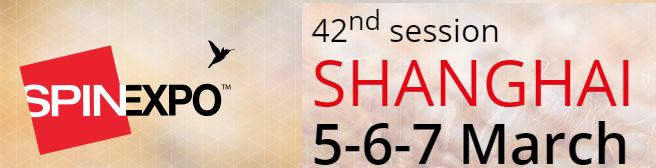 SPINEXPO™
42nd session
SHANGHAI
5-6-7 March